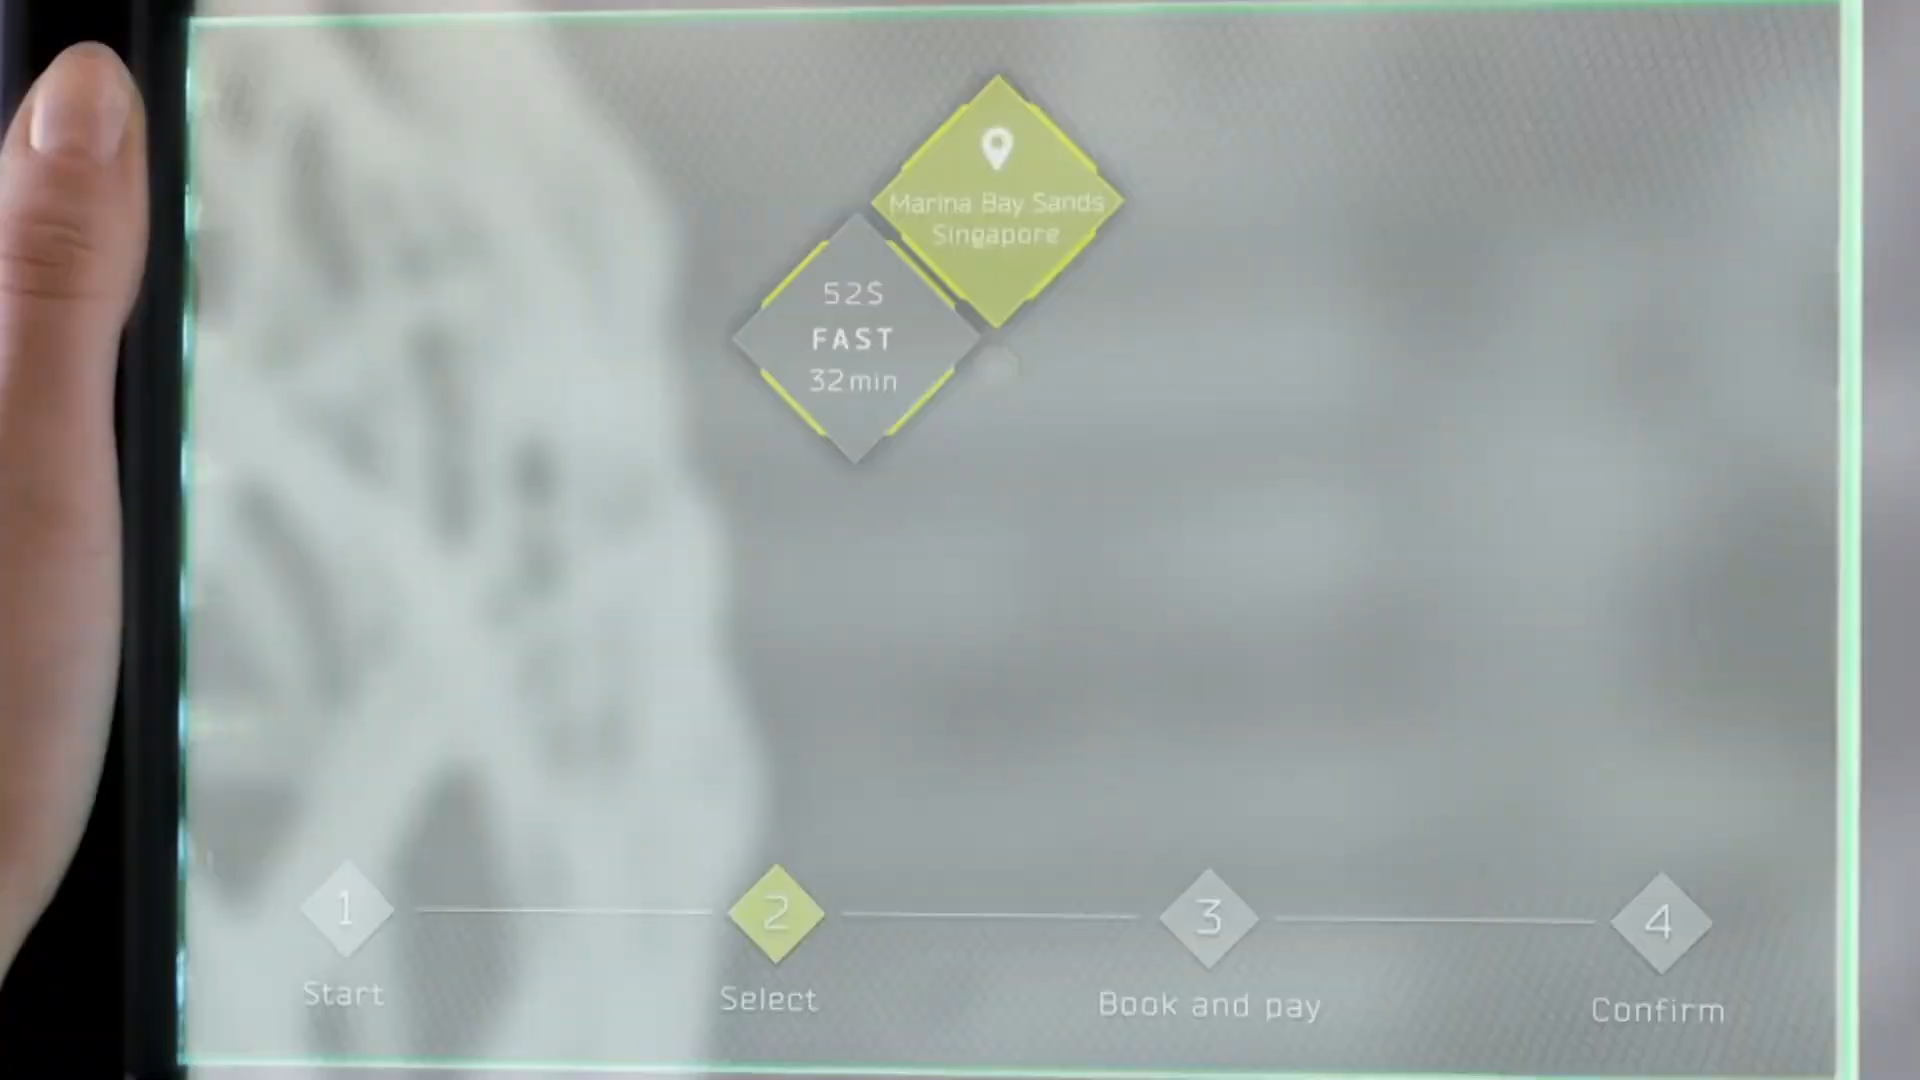 Marina Bay Sands
Singapore
52S
FAST
32min
1
2
3
4
Start
Select
Book and pay
Confirm